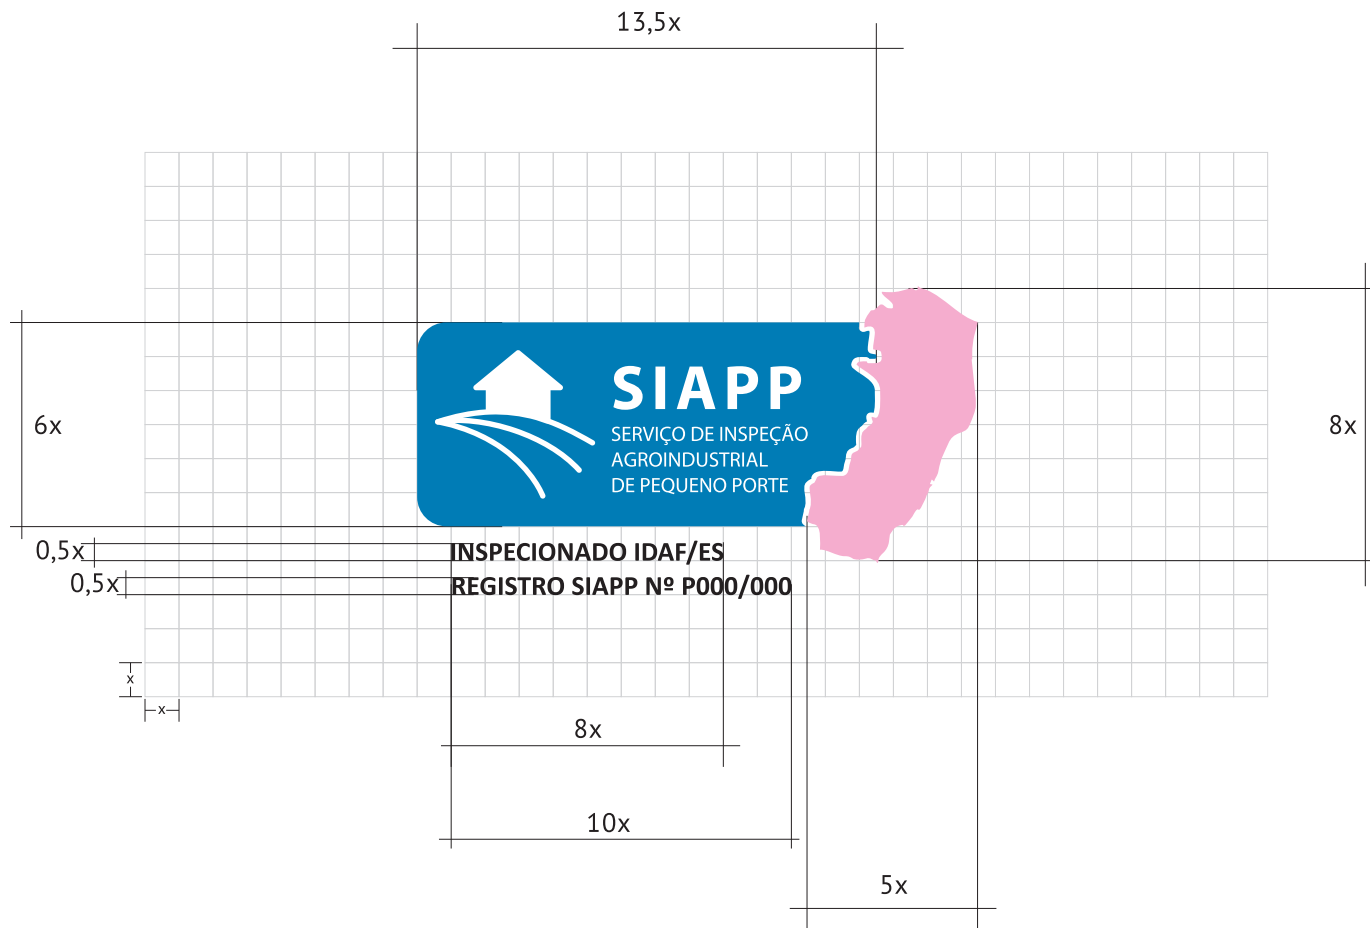 13,5x
SIAPP
6x
8x
SERVIÇO DE INSPEÇÃO
AGROINDUSTRIAL
DE PEQUENO PORTE
0,5x
INSPECIONADO IDAF/ES
0,5x
REGISTRO SIAPP Nº P000/000
x
x
8x
10x
5x